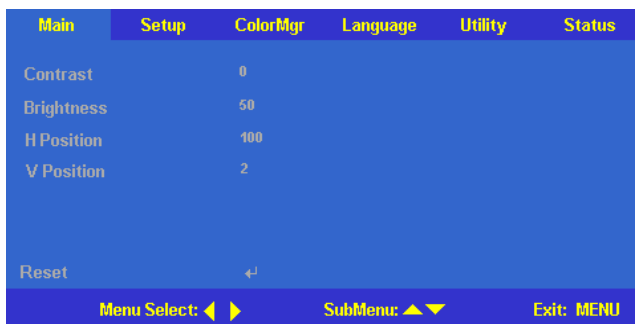 Main Setup ColorMgr Language Utility Status
Contrast 0
Brightness 50
H Position 100
V Position 2
Reset ↵
Menu Select: ◀ ▶ SubMenu: ▲▼ Exit: MENU